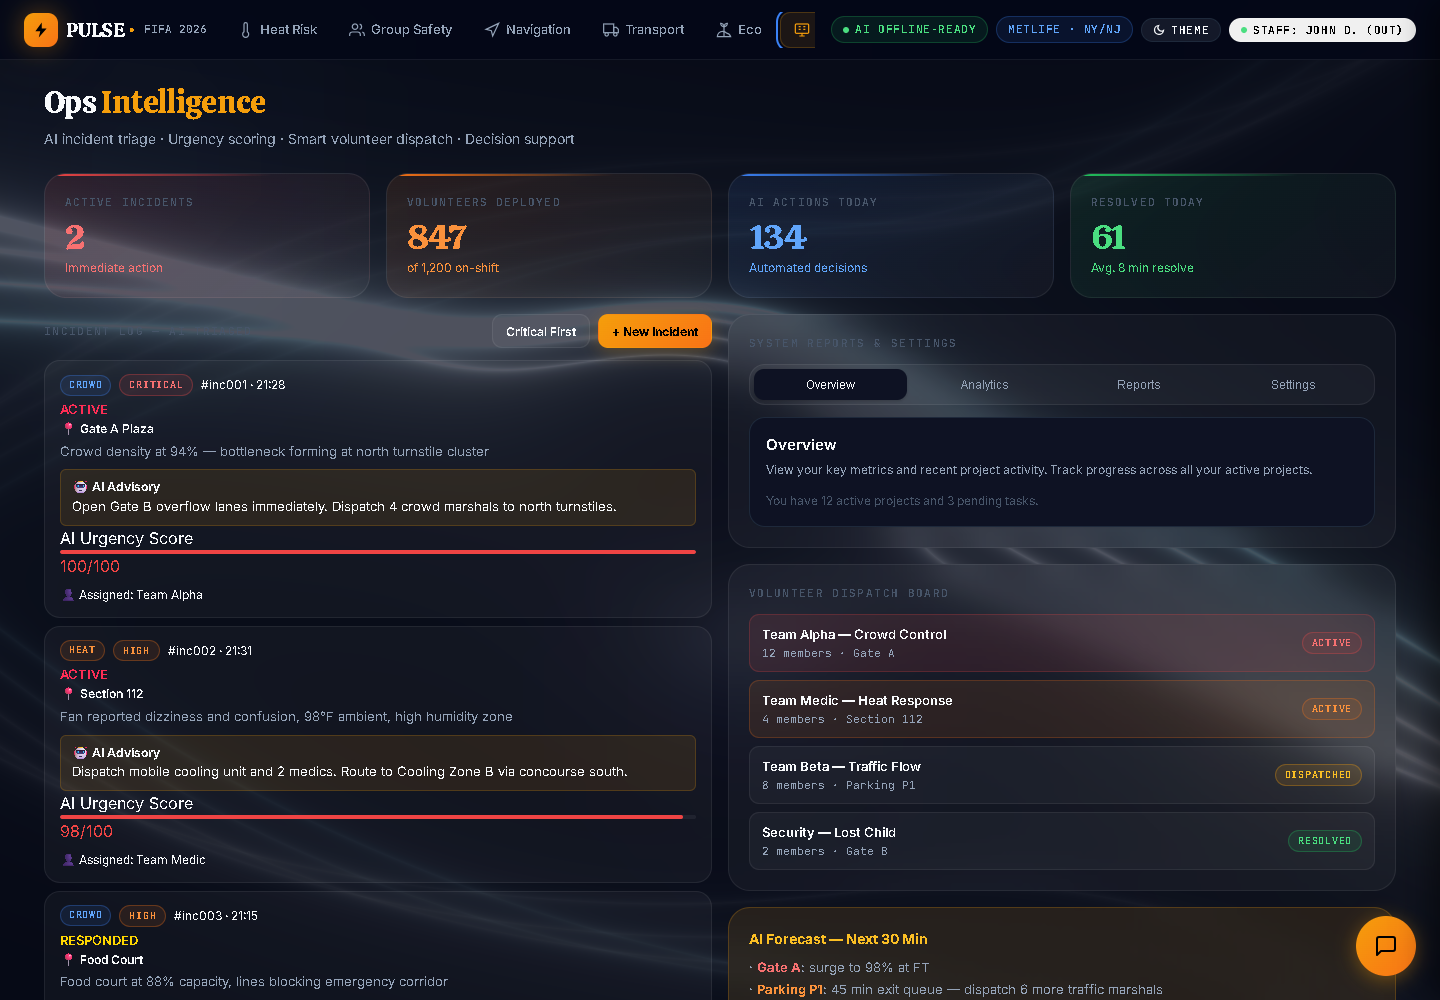 PULSE
FIFA 2026
Heat Risk
Group Safety
Navigation
Transport
Eco
AI OFFLINE-READY
METLIFE · NY/NJ
THEME
STAFF: JOHN D. (OUT)
Ops Intelligence
AI incident triage · Urgency scoring · Smart volunteer dispatch · Decision support
ACTIVE INCIDENTS
2
Immediate action
VOLUNTEERS DEPLOYED
847
of 1,200 on-shift
AI ACTIONS TODAY
134
Automated decisions
RESOLVED TODAY
61
Avg. 8 min resolve
INCIDENT LOG —
Critical First
+ New Incident
CROWD
CRITICAL
#inc001 · 21:28
ACTIVE
📍 Gate A Plaza
Crowd density at 94% — bottleneck forming at north turnstile cluster
🤖 AI Advisory
Open Gate B overflow lanes immediately. Dispatch 4 crowd marshals to north turnstiles.
AI Urgency Score
100/100
👤 Assigned: Team Alpha
HEAT
HIGH
#inc002 · 21:31
ACTIVE
📍 Section 112
Fan reported dizziness and confusion, 98°F ambient, high humidity zone
🤖 AI Advisory
Dispatch mobile cooling unit and 2 medics. Route to Cooling Zone B via concourse south.
AI Urgency Score
98/100
👤 Assigned: Team Medic
CROWD
HIGH
#inc003 · 21:15
RESPONDED
📍 Food Court
Food court at 88% capacity, lines blocking emergency corridor
SYSTEM REPORTS & SETTINGS
Overview
Analytics
Reports
Settings
Overview
View your key metrics and recent project activity. Track progress across all your active projects.
You have 12 active projects and 3 pending tasks.
VOLUNTEER DISPATCH BOARD
Team Alpha — Crowd Control
12 members · Gate A
ACTIVE
Team Medic — Heat Response
4 members · Section 112
ACTIVE
Team Beta — Traffic Flow
8 members · Parking P1
DISPATCHED
Security — Lost Child
2 members · Gate B
RESOLVED
AI Forecast — Next 30 Min
· Gate A: surge to 98% at FT
· Parking P1: 45 min exit queue — dispatch 6 more traffic marshals